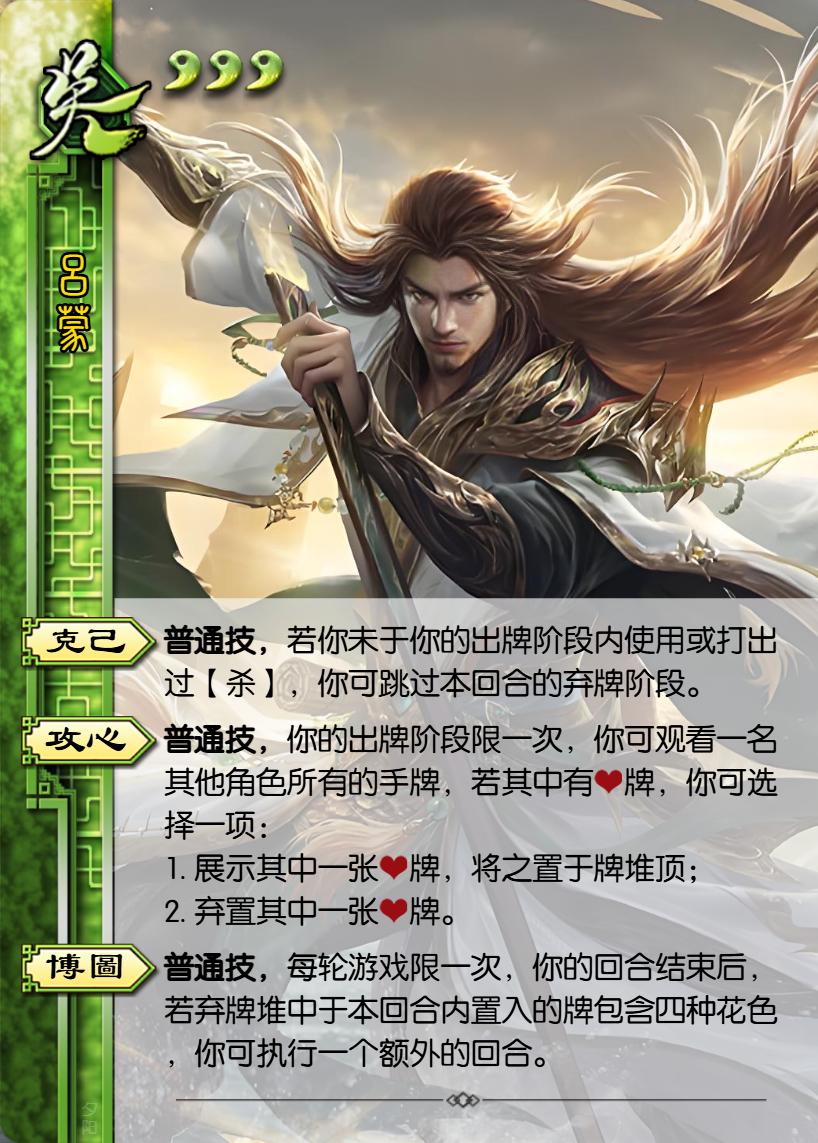 吴
吕蒙
克己
普通技，若你未于你的出牌阶段内使用或打出
过【杀】，你可跳过本回合的弃牌阶段。
攻心
普通技，你的出牌阶段限一次，你可观看一名
其他角色所有的手牌，若其中有❤牌，你可选
择一项：
1. 展示其中一张❤牌，将之置于牌堆顶；
2. 弃置其中一张❤牌。
博圖
普通技，每轮游戏限一次，你的回合结束后，
若弃牌堆中于本回合内置入的牌包含四种花色
，你可执行一个额外的回合。
夕阳